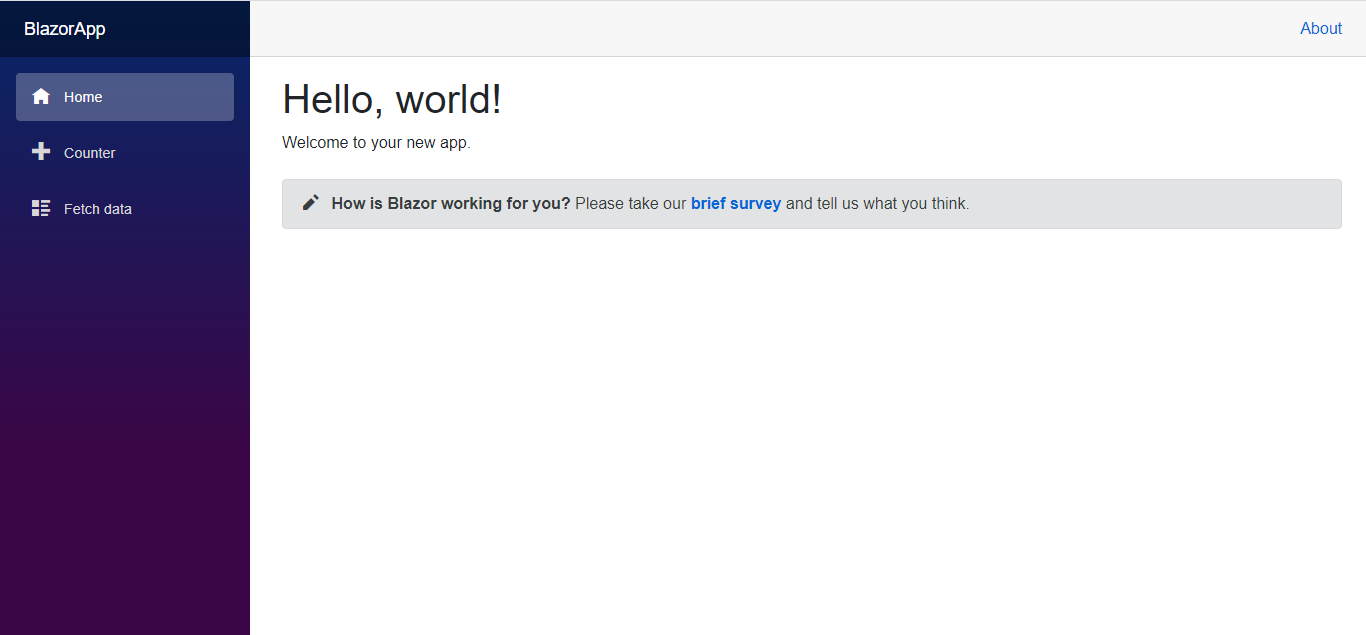 BlazorApp
About
Home
Counter
Fetch data
Hello, world!
Welcome to your new app.
How is Blazor working for you? Please take our brief survey and tell us what you think.